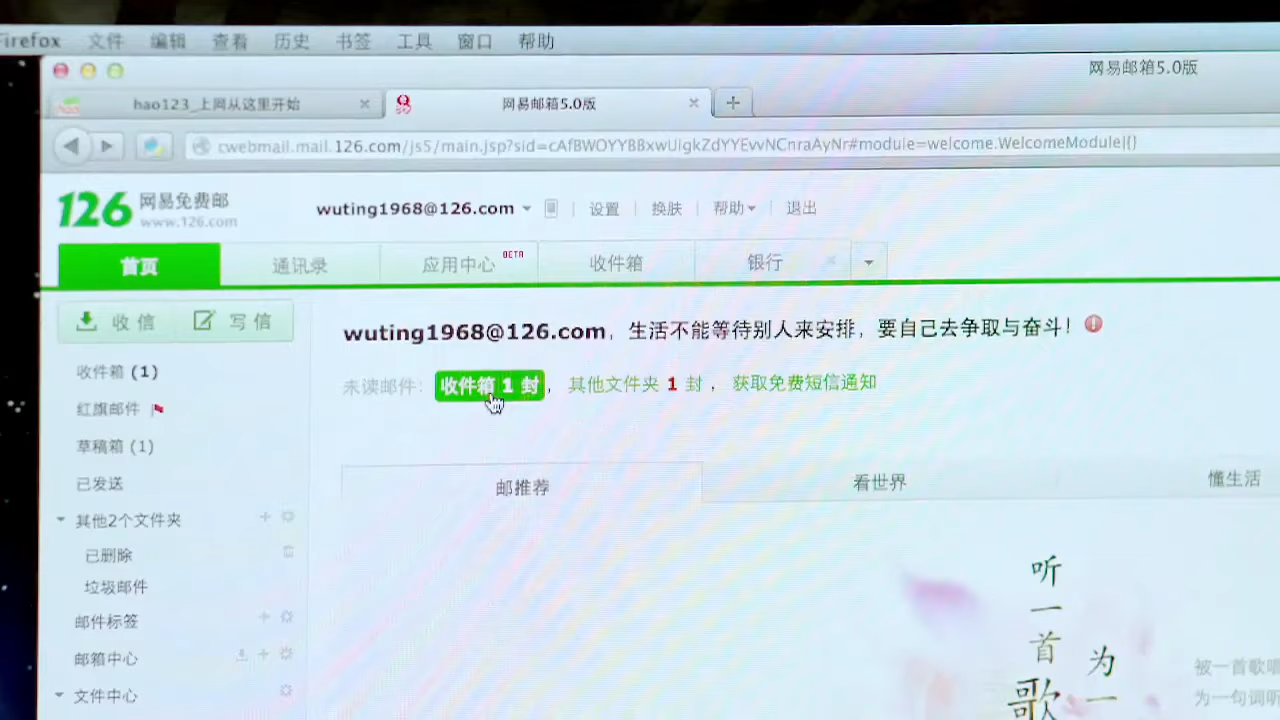 Firefox 文件 编辑 查看 历史 书签 工具 窗口 帮助
网易邮箱5.0版
hao123_上网从这里开始 网易邮箱5.0版
cwebmail.mail.126.com/js5/main.jsp?sid=cAfBWOYYBBxwUigkZdYYEvvNCnraAyNr#module=welcome.WelcomeModule|{}
126 网易免费邮
www.126.com
wuting1968@126.com 设置 换肤 帮助 退出
首页 通讯录 应用中心 BETA 收件箱 银行
收信 写信
wuting1968@126.com，生活不能等待别人来安排，要自己去争取与奋斗！
未读邮件： 收件箱 1 封， 其他文件夹 1 封， 获取免费短信通知
收件箱 (1)
红旗邮件
草稿箱 (1)
已发送
其他2个文件夹
已删除
垃圾邮件
邮件标签
邮箱中心
文件中心
邮推荐 看世界 懂生活
听一首歌
为一
被一首歌唱
为一句词听